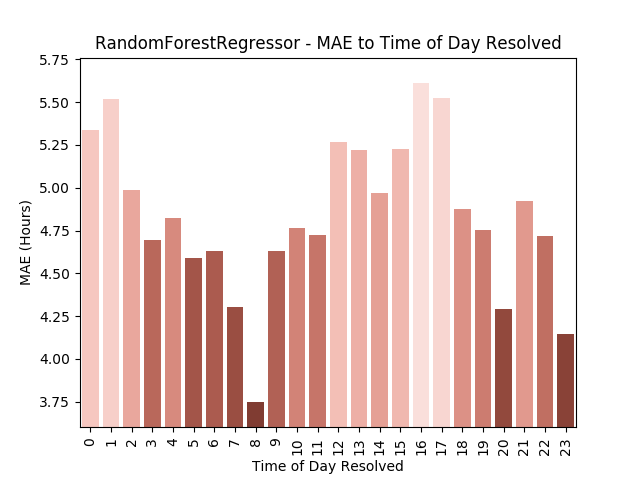 RandomForestRegressor - MAE to Time of Day Resolved
5.75
5.50
5.25
5.00
4.75
4.50
4.25
4.00
3.75
MAE (Hours)
0 1 2 3 4 5 6 7 8 9 10 11 12 13 14 15 16 17 18 19 20 21 22 23
Time of Day Resolved